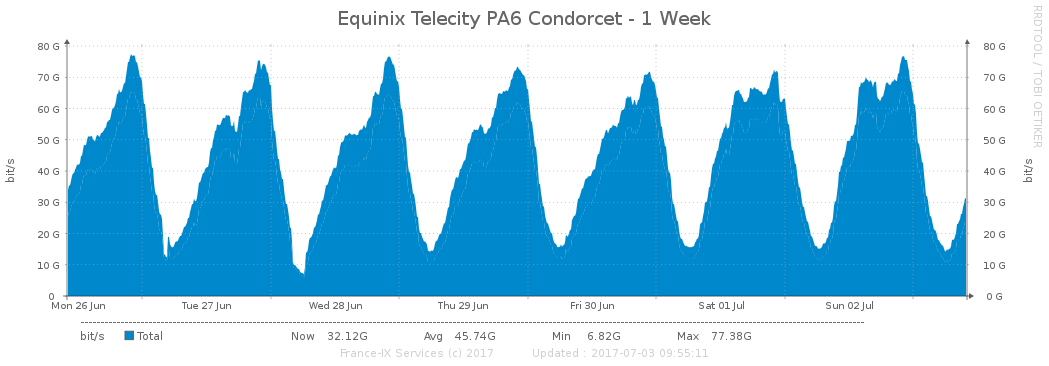 Equinix Telecity PA6 Condorcet - 1 Week
RRDTOOL / TOBI OETIKER
80 G 80 G
70 G 70 G
60 G 60 G
50 G 50 G
40 G 40 G
30 G 30 G
20 G 20 G
10 G 10 G
0 0 G
bit/s bit/s
Mon 26 Jun Tue 27 Jun Wed 28 Jun Thu 29 Jun Fri 30 Jun Sat 01 Jul Sun 02 Jul
bit/s Total Now 32.12G Avg 45.74G Min 6.82G Max 77.38G
France-IX Services (c) 2017 Updated : 2017-07-03 09:55:11